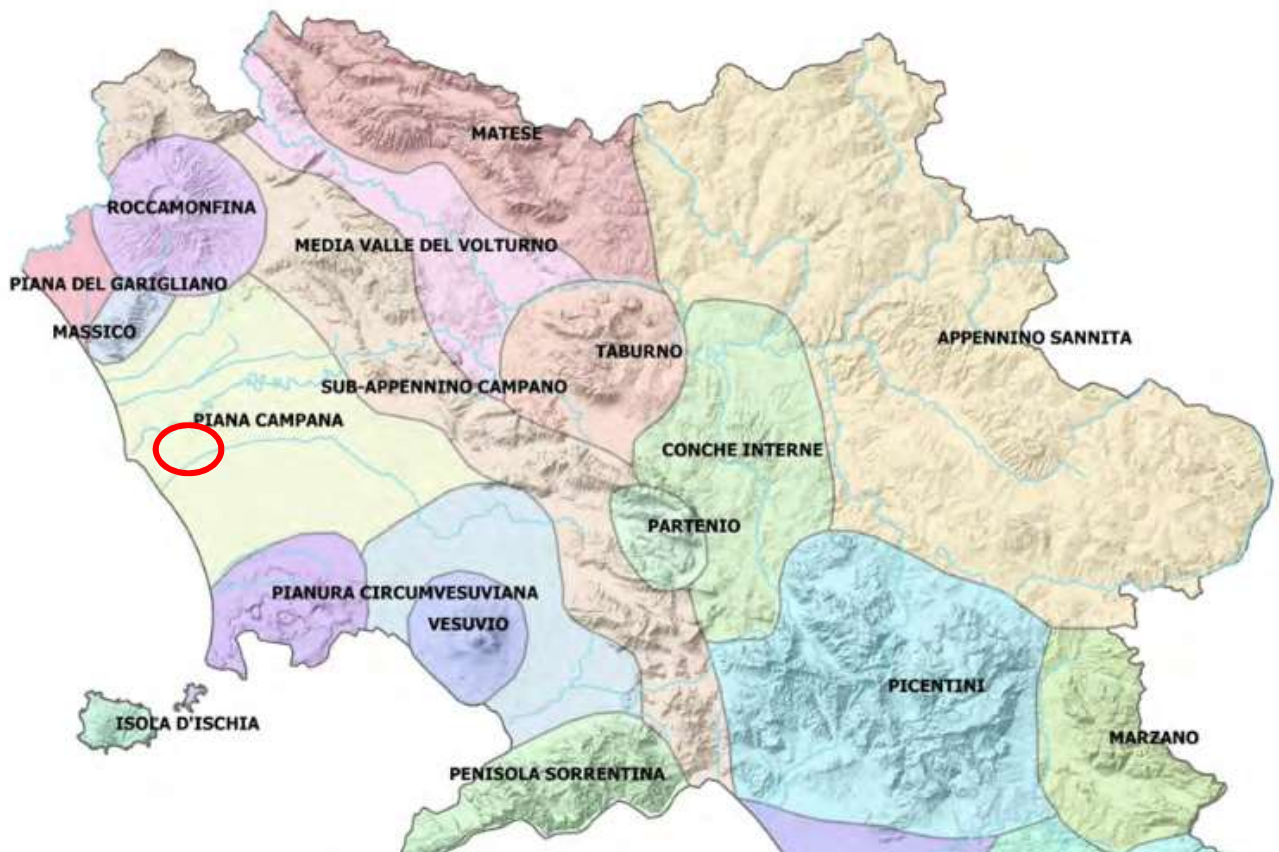 MATESE
ROCCAMONFINA
MEDIA VALLE DEL VOLTURNO
PIANA DEL GARIGLIANO
MASSICO
APPENNINO SANNITA
TABURNO
SUB-APPENNINO CAMPANO
PIANA CAMPANA
CONCHE INTERNE
PARTENIO
PIANURA CIRCUMVESUVIANA
VESUVIO
PICENTINI
ISOLA D'ISCHIA
MARZANO
PENISOLA SORRENTINA